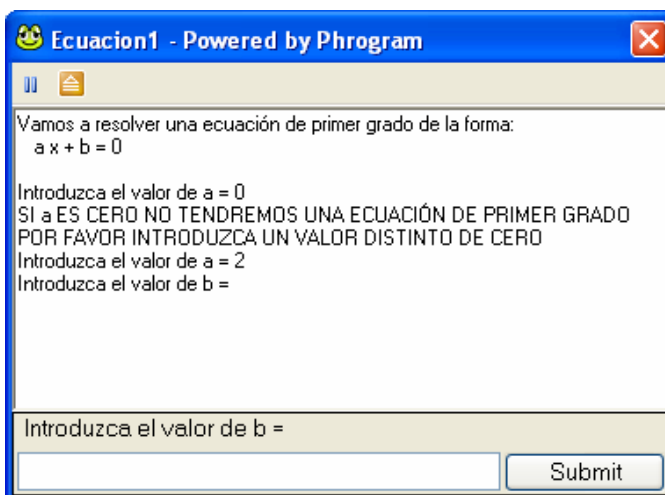 Ecuacion1 - Powered by Phrogram
Vamos a resolver una ecuación de primer grado de la forma:
a x + b = 0
Introduzca el valor de a = 0
SI a ES CERO NO TENDREMOS UNA ECUACIÓN DE PRIMER GRADO
POR FAVOR INTRODUZCA UN VALOR DISTINTO DE CERO
Introduzca el valor de a = 2
Introduzca el valor de b =
Introduzca el valor de b =
Submit